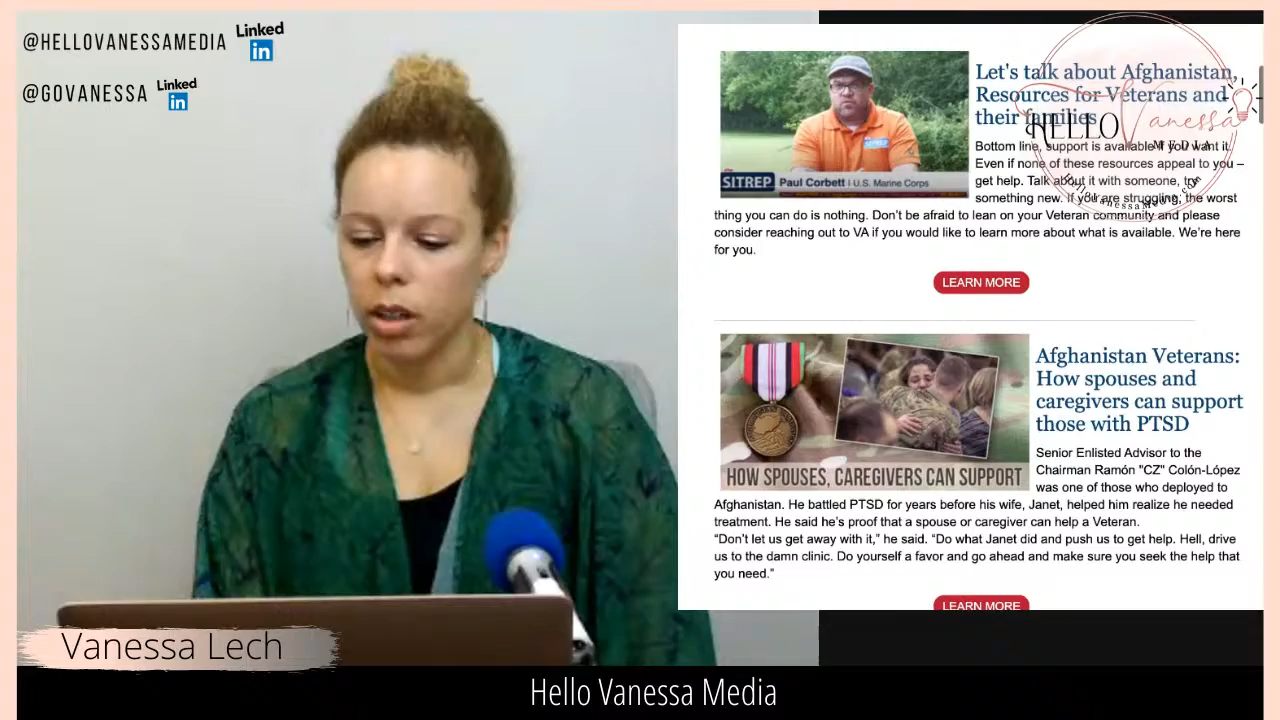 @HELLOVANESSAMEDIA Linked in
@GOVANESSA Linked in
Let's talk about Afghanistan,
Resources for Veterans and
their families
HELLO Vanessa
MEDIA
HelloVanessaMedia.com
Bottom line, support is available if you want it.
Even if none of these resources appeal to you –
get help. Talk about it with someone, try
something new. If you are struggling, the worst
thing you can do is nothing. Don't be afraid to lean on your Veteran community and please
consider reaching out to VA if you would like to learn more about what is available. We're here
for you.
SITREP Paul Corbett | U.S. Marine Corps
LEARN MORE
Afghanistan Veterans:
How spouses and
caregivers can support
those with PTSD
HOW SPOUSES, CAREGIVERS CAN SUPPORT
Senior Enlisted Advisor to the
Chairman Ramón "CZ" Colón-López
was one of those who deployed to
Afghanistan. He battled PTSD for years before his wife, Janet, helped him realize he needed
treatment. He said he's proof that a spouse or caregiver can help a Veteran.
“Don't let us get away with it,” he said. “Do what Janet did and push us to get help. Hell, drive
us to the damn clinic. Do yourself a favor and go ahead and make sure you seek the help that
you need.”
LEARN MORE
Vanessa Lech
Hello Vanessa Media